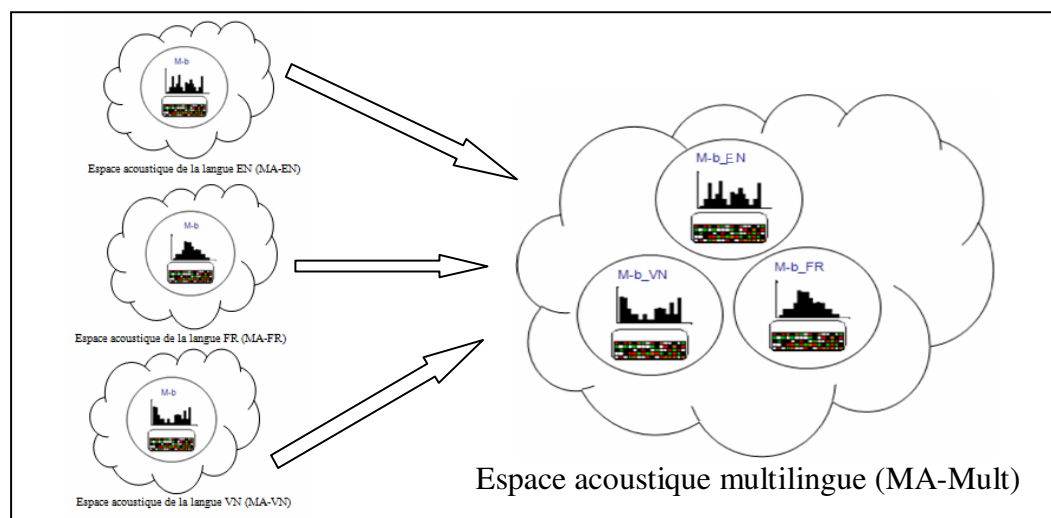 M-b
Espace acoustique de la langue EN (MA-EN)
M-b
Espace acoustique de la langue FR (MA-FR)
M-b
Espace acoustique de la langue VN (MA-VN)
M-b_EN
M-b_VN
M-b_FR
Espace acoustique multilingue (MA-Mult)